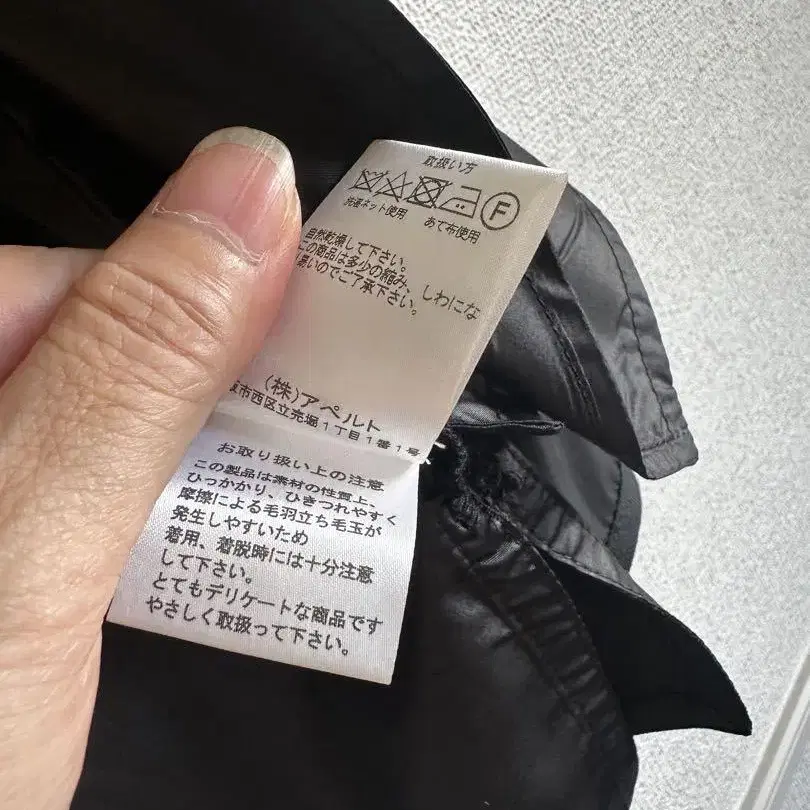 取扱い方
F
洗濯ネット使用 あて布使用
自然乾燥して下さい。
この商品は多少の縮み、しわにな
易いのでご了承下さい。
(株)アペルト
阪市西区立売堀1丁目1番1号
お取り扱い上の注意
この製品は素材の性質上、
ひっかかり、ひきつれやすく
摩擦による毛羽立ち毛玉が
発生しやすいため
着用、着脱時には十分注意
して下さい。
とてもデリケートな商品です
やさしく取扱って下さい。